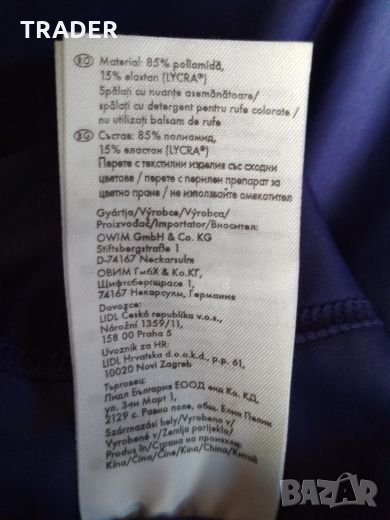 TRADER
RO Material: 85% poliamidă,
15% elastan (LYCRA®)
Spălați cu nuanțe asemănătoare/
spălați cu detergent pentru rufe colorate /
nu utilizați balsam de rufe
BG Състав: 85% полиамид,
15% еластан (LYCRA®)
Перете с текстилни изделия със сходни
цветове / перете с перилен препарат за
цветно пране / не използвайте омекотител
Gyártja/Výrobce/Výrobca/
Proizvođač/Importator/Вносител:
OWIM GmbH & Co. KG
Stiftsbergstraße 1
D-74167 Neckarsulm
ОВИМ ГмбХ & Ко.КГ,
Щифтсбергщрасе 1,
74167 Некарсулм, Германия
Dovozce:
LIDL Česká republika v.o.s.,
Nárožní 1359/11,
158 00 Praha 5
Uvoznik za HR:
LIDL Hrvatska d.o.o.k.d., p.p. 61,
10020 Novi Zagreb
Търговец:
Лидл България ЕООД енд Ко. КД,
ул. 3-ти Март 1,
2129 с. Равно поле, общ. Елин Пелин
Származási hely/Vyrobeno v/
Vyrobené v/Zemlja porijekla/
Produs în/Страна на произход:
Kína/Čína/Čína/Kina/China/Китай
BAZAR
bg